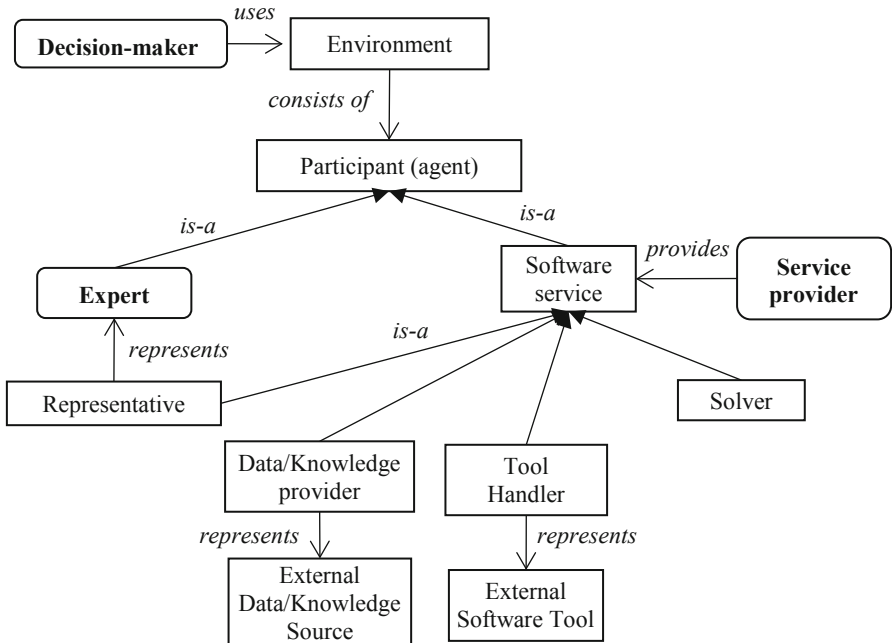 uses
Decision-maker
Environment
consists of
Participant (agent)
is-a
is-a
provides
Software
service
Service
provider
Expert
represents
is-a
Representative
Solver
Data/Knowledge
provider
Tool
Handler
represents
represents
External
Data/Knowledge
Source
External
Software Tool